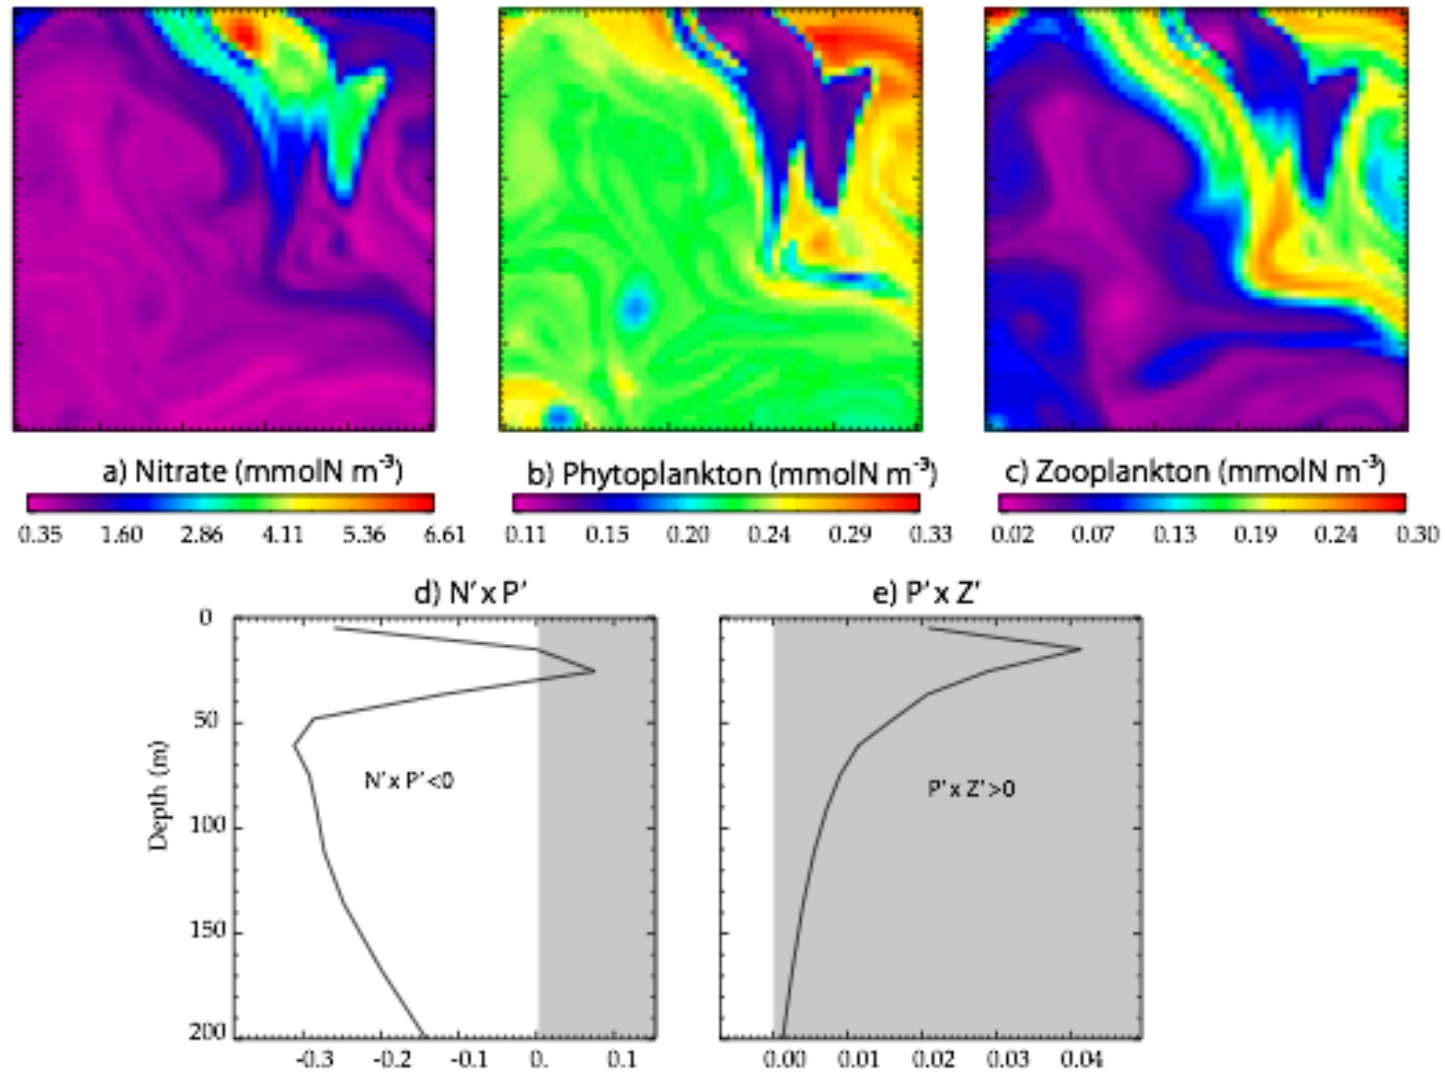 a) Nitrate (mmolN m⁻³)
0.35 1.60 2.86 4.11 5.36 6.61
b) Phytoplankton (mmolN m⁻³)
0.11 0.15 0.20 0.24 0.29 0.33
c) Zooplankton (mmolN m⁻³)
0.02 0.07 0.13 0.19 0.24 0.30
d) N' x P'
0
50
100
150
200
Depth (m)
N' x P' <0
-0.3 -0.2 -0.1 0. 0.1
e) P' x Z'
P' x Z' >0
0.00 0.01 0.02 0.03 0.04